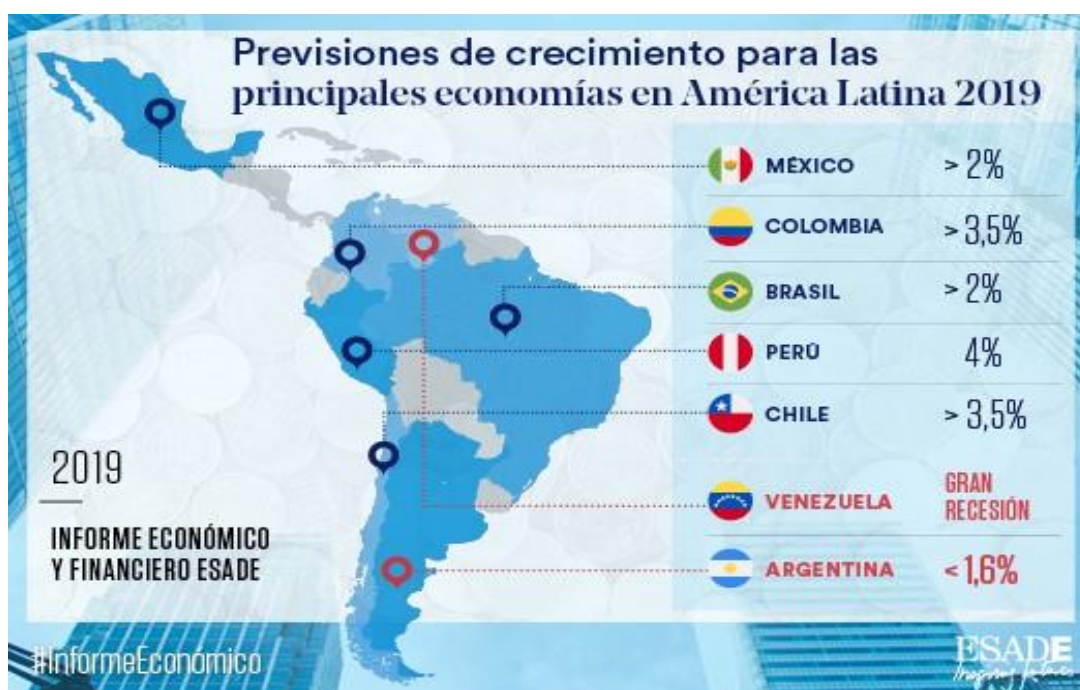 Previsiones de crecimiento para las
principales economías en América Latina 2019
MÉXICO > 2%
COLOMBIA > 3,5%
BRASIL > 2%
PERÚ 4%
CHILE > 3,5%
VENEZUELA GRAN
RECESIÓN
ARGENTINA < 1,6%
2019
INFORME ECONÓMICO
Y FINANCIERO ESADE
#InformeEconómico
ESADE